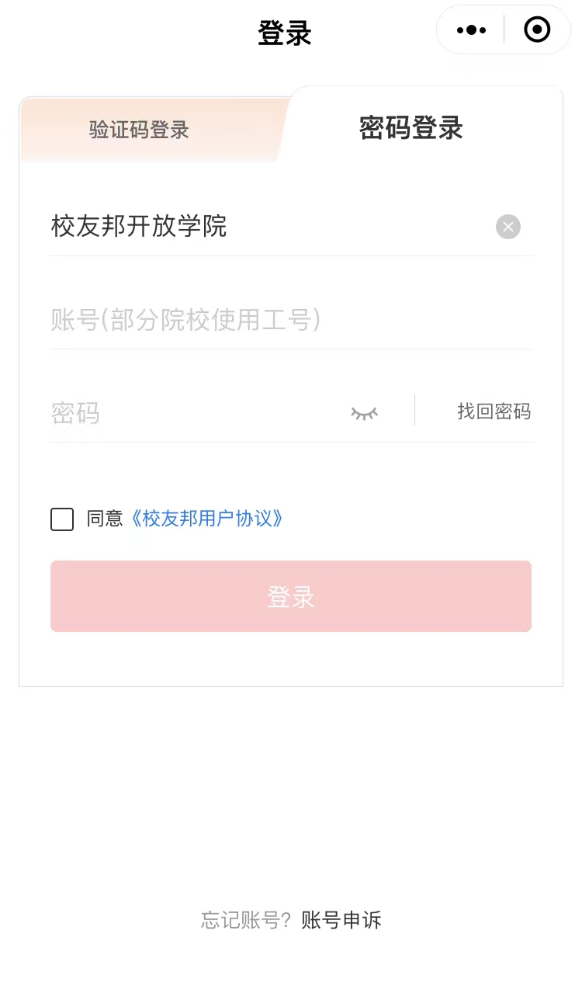 登录
验证码登录
密码登录
校友邦开放学院
账号(部分院校使用工号)
密码
找回密码
同意《校友邦用户协议》
登录
忘记账号? 账号申诉